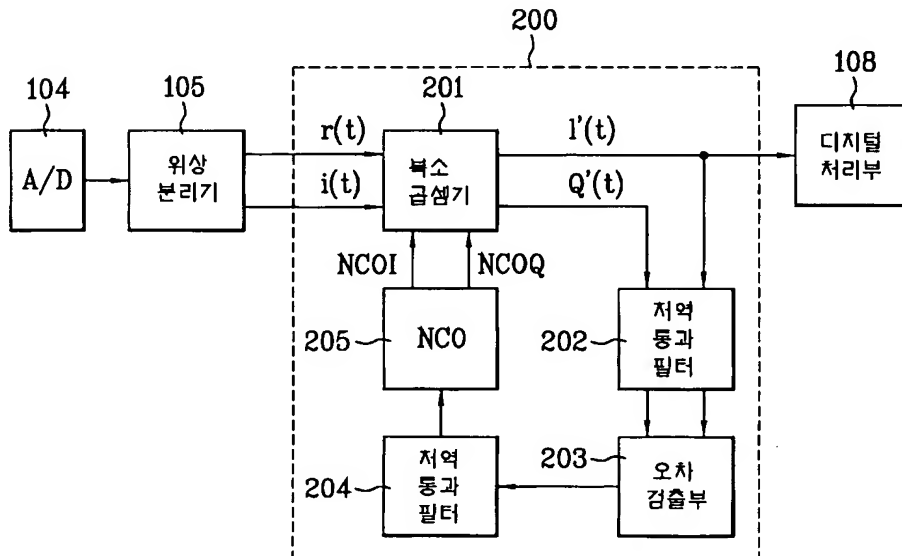 200
104
105
201
108
A/D
위상
분리기
r(t)
i(t)
복소
곱셈기
I'(t)
Q'(t)
디지털
처리부
NCOI
NCOQ
205
NCO
202
저역
통과
필터
204
저역
통과
필터
203
오차
검출부